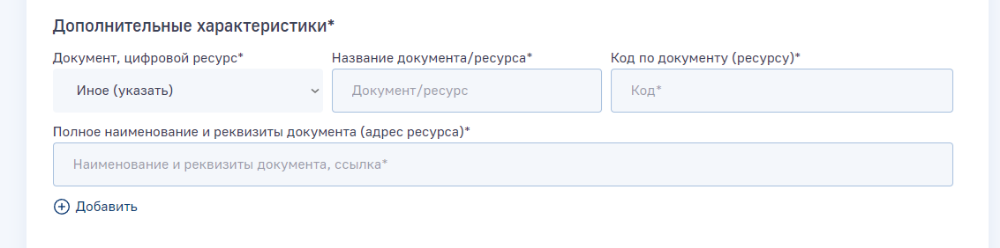 Дополнительные характеристики*
Документ, цифровой ресурс* Название документа/ресурса* Код по документу (ресурсу)*
Иное (указать) Документ/ресурс Код*
Полное наименование и реквизиты документа (адрес ресурса)*
Наименование и реквизиты документа, ссылка*
Добавить